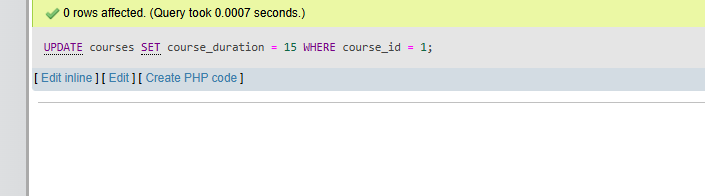 0 rows affected. (Query took 0.0007 seconds.)
UPDATE courses SET course_duration = 15 WHERE course_id = 1;
[ Edit inline ] [ Edit ] [ Create PHP code ]